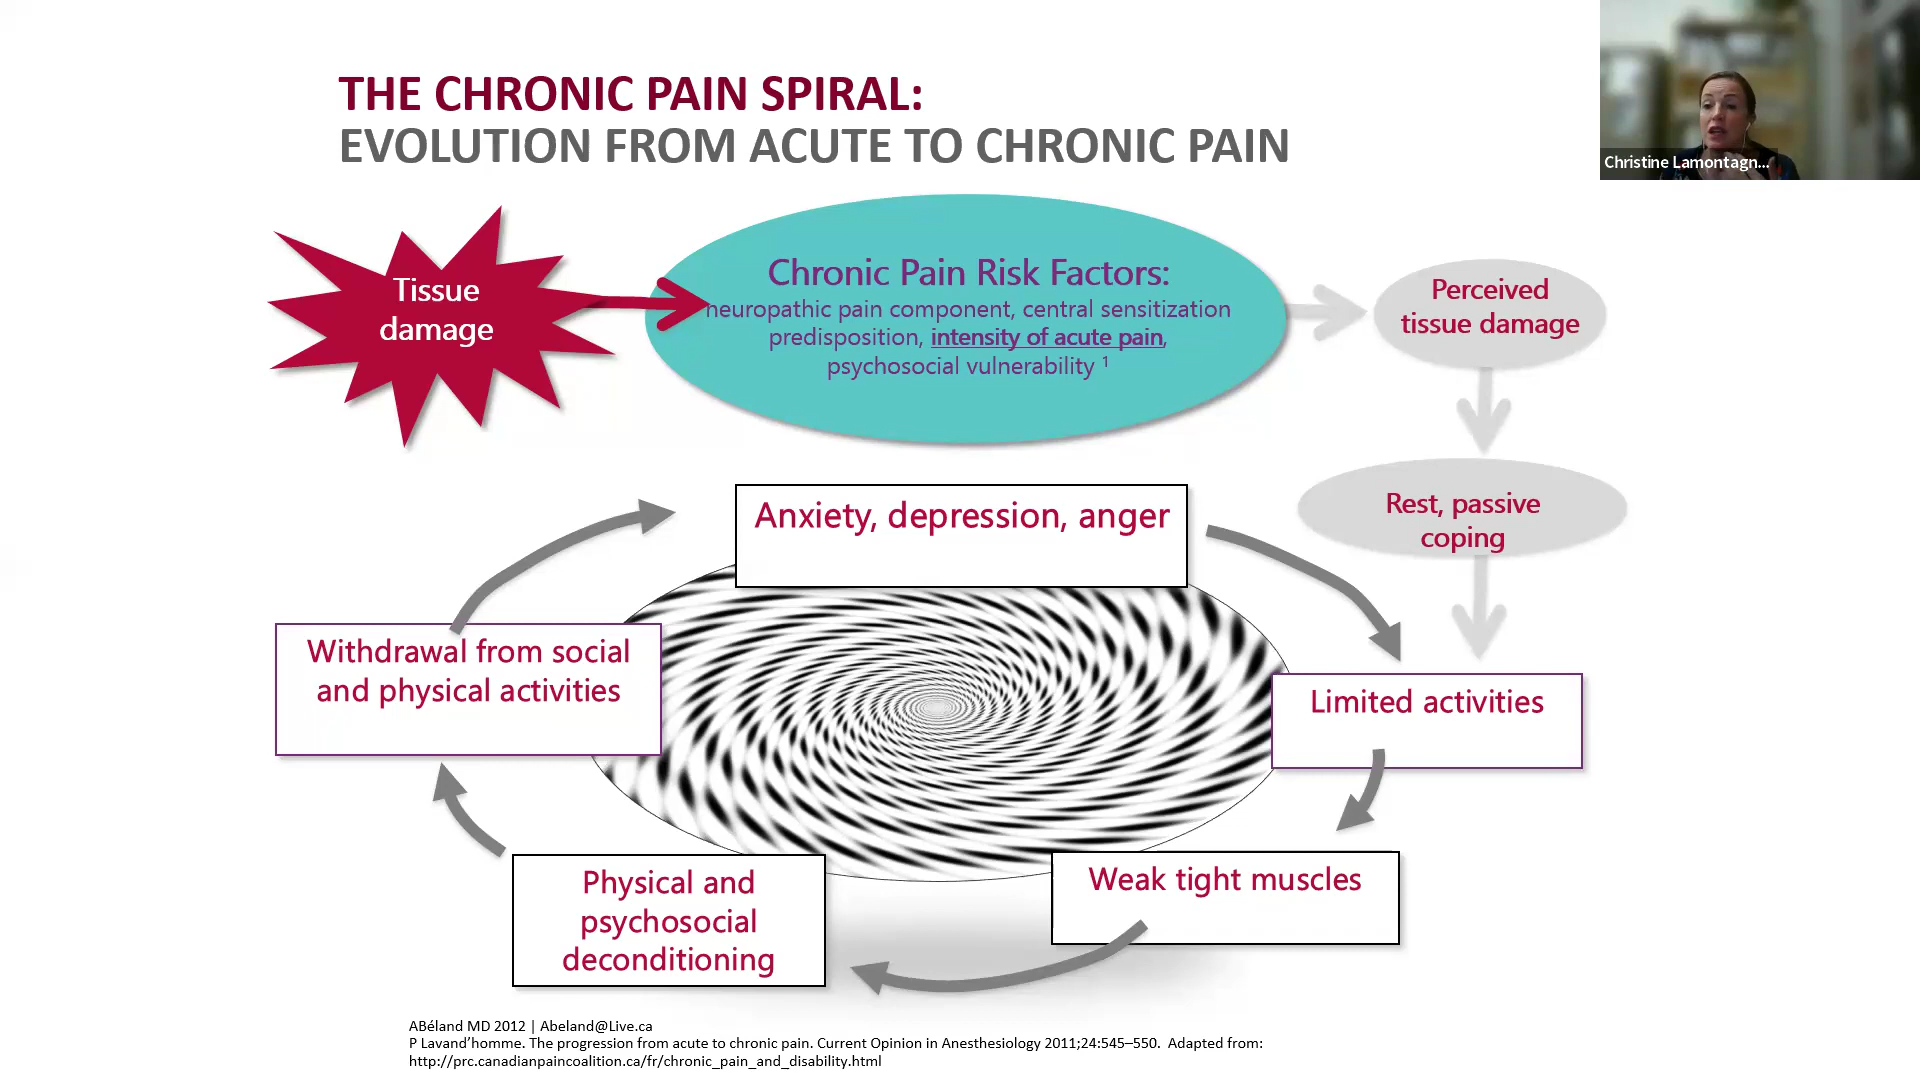 THE CHRONIC PAIN SPIRAL:
EVOLUTION FROM ACUTE TO CHRONIC PAIN
Christine Lamontagn...
Tissue
damage
Chronic Pain Risk Factors:
neuropathic pain component, central sensitization
predisposition, intensity of acute pain,
psychosocial vulnerability ¹
Perceived
tissue damage
Rest, passive
coping
Anxiety, depression, anger
Withdrawal from social
and physical activities
Limited activities
Physical and
psychosocial
deconditioning
Weak tight muscles
ABéland MD 2012 | Abeland@Live.ca
P Lavand’homme. The progression from acute to chronic pain. Current Opinion in Anesthesiology 2011;24:545–550. Adapted from:
http://prc.canadianpaincoalition.ca/fr/chronic_pain_and_disability.html